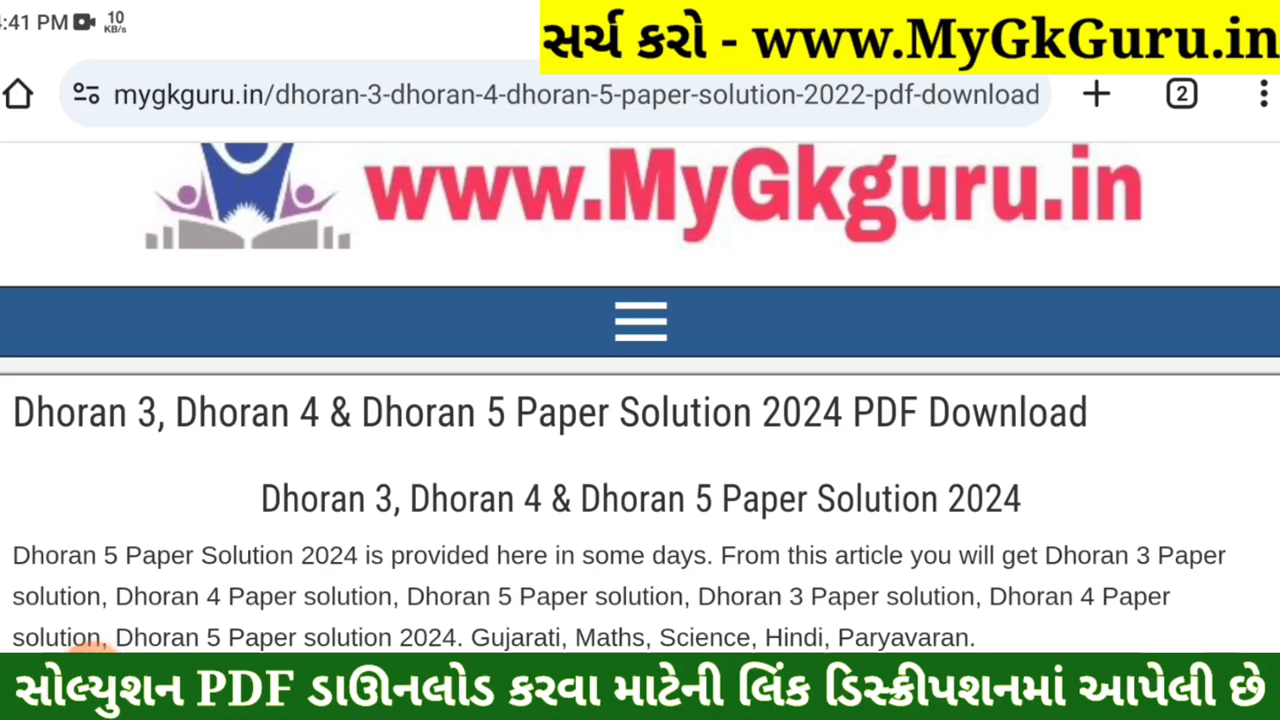 :41 PM 10 KB/s
સર્ચ કરો - www.MyGkGuru.in
mygkguru.in/dhoran-3-dhoran-4-dhoran-5-paper-solution-2022-pdf-download
2
www.MyGkguru.in
Dhoran 3, Dhoran 4 & Dhoran 5 Paper Solution 2024 PDF Download
Dhoran 3, Dhoran 4 & Dhoran 5 Paper Solution 2024
Dhoran 5 Paper Solution 2024 is provided here in some days. From this article you will get Dhoran 3 Paper
solution, Dhoran 4 Paper solution, Dhoran 5 Paper solution, Dhoran 3 Paper solution, Dhoran 4 Paper
solution, Dhoran 5 Paper solution 2024. Gujarati, Maths, Science, Hindi, Paryavaran.
સોલ્યુશન PDF ડાઊનલોડ કરવા માટેની લિંક ડિસ્ક્રીપશનમાં આપેલી છે